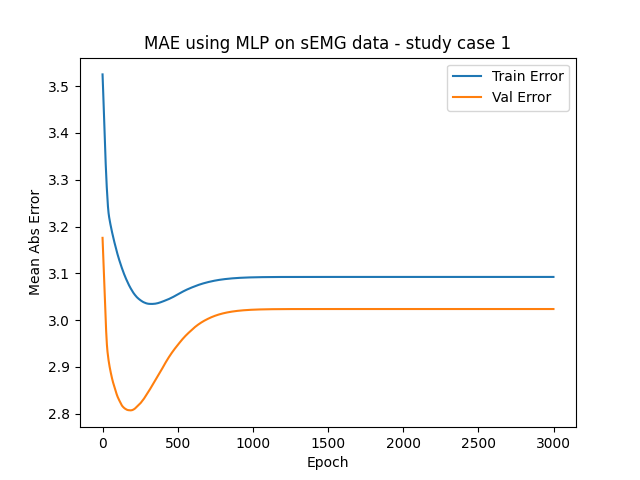 MAE using MLP on sEMG data - study case 1
Train Error
Val Error
Mean Abs Error
3.5
3.4
3.3
3.2
3.1
3.0
2.9
2.8
0 500 1000 1500 2000 2500 3000
Epoch